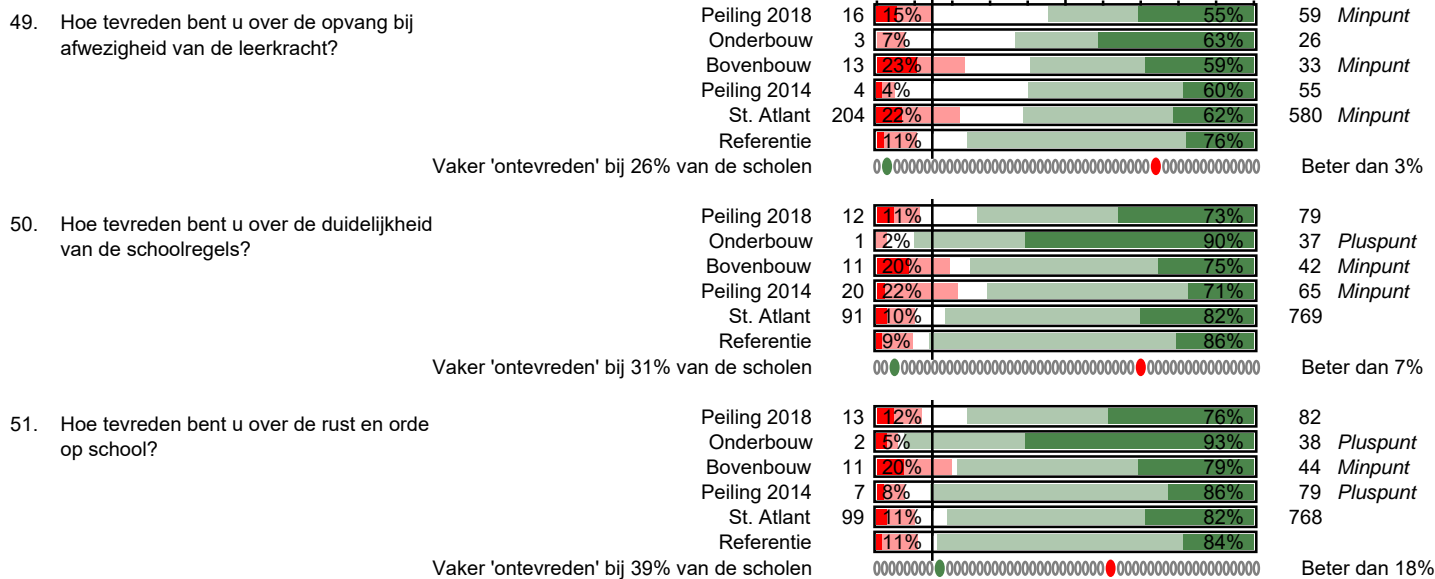 49. Hoe tevreden bent u over de opvang bij
afwezigheid van de leerkracht?
Peiling 2018 16 15% 55% 59 Minpunt
Onderbouw 3 7% 63% 26
Bovenbouw 13 23% 59% 33 Minpunt
Peiling 2014 4 4% 60% 55
St. Atlant 204 22% 62% 580 Minpunt
Referentie 11% 76%
Vaker 'ontevreden' bij 26% van de scholen Beter dan 3%
50. Hoe tevreden bent u over de duidelijkheid
van de schoolregels?
Peiling 2018 12 11% 73% 79
Onderbouw 1 2% 90% 37 Pluspunt
Bovenbouw 11 20% 75% 42 Minpunt
Peiling 2014 20 22% 71% 65 Minpunt
St. Atlant 91 10% 82% 769
Referentie 9% 86%
Vaker 'ontevreden' bij 31% van de scholen Beter dan 7%
51. Hoe tevreden bent u over de rust en orde
op school?
Peiling 2018 13 12% 76% 82
Onderbouw 2 5% 93% 38 Pluspunt
Bovenbouw 11 20% 79% 44 Minpunt
Peiling 2014 7 8% 86% 79 Pluspunt
St. Atlant 99 11% 82% 768
Referentie 11% 84%
Vaker 'ontevreden' bij 39% van de scholen Beter dan 18%